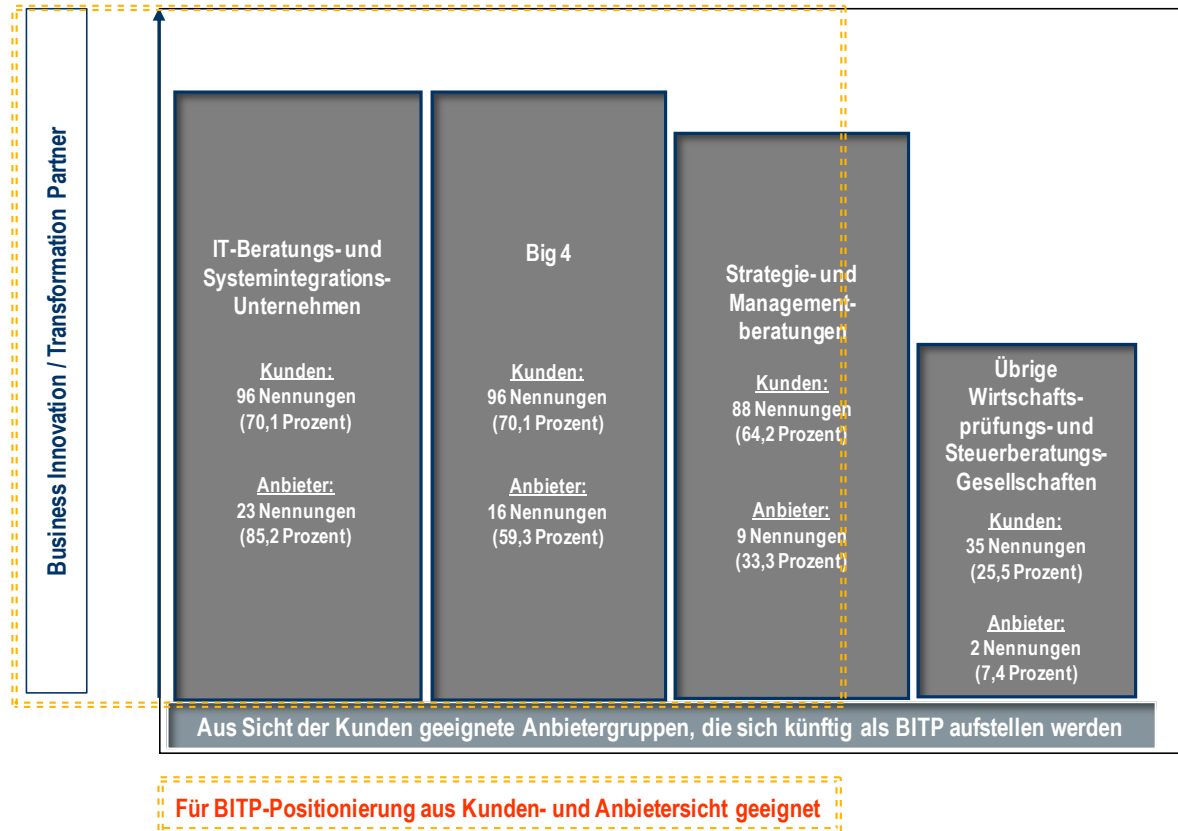 Business Innovation / Transformation Partner
IT-Beratungs- und
Systemintegrations-
Unternehmen
Kunden:
96 Nennungen
(70,1 Prozent)
Anbieter:
23 Nennungen
(85,2 Prozent)
Big 4
Kunden:
96 Nennungen
(70,1 Prozent)
Anbieter:
16 Nennungen
(59,3 Prozent)
Strategie- und
Management-
beratungen
Kunden:
88 Nennungen
(64,2 Prozent)
Anbieter:
9 Nennungen
(33,3 Prozent)
Übrige
Wirtschafts-
prüfungs- und
Steuerberatungs-
Gesellschaften
Kunden:
35 Nennungen
(25,5 Prozent)
Anbieter:
2 Nennungen
(7,4 Prozent)
Aus Sicht der Kunden geeignete Anbietergruppen, die sich künftig als BITP aufstellen werden
Für BITP-Positionierung aus Kunden- und Anbietersicht geeignet